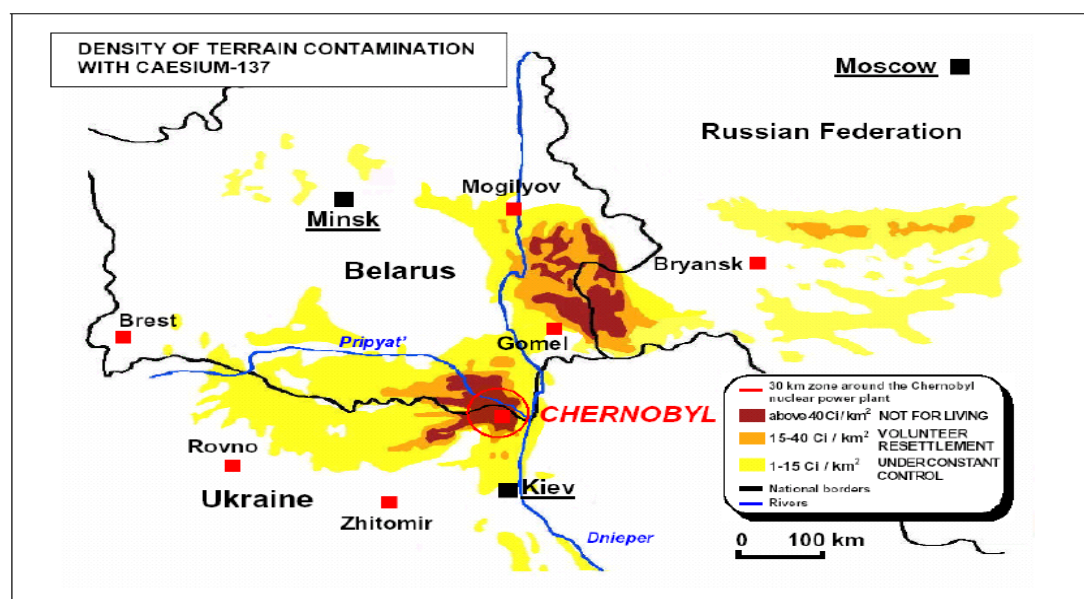 DENSITY OF TERRAIN CONTAMINATION
WITH CAESIUM-137
Moscow
Russian Federation
Mogilyov
Minsk
Belarus
Bryansk
Brest
Pripyat'
Gomel
CHERNOBYL
Rovno
Ukraine
Kiev
Zhitomir
Dnieper
30 km zone around the Chernobyl
nuclear power plant
above 40Ci/km² NOT FOR LIVING
15-40 Ci / km² VOLUNTEER
RESETTLEMENT
1-15 Ci / km² UNDERCONSTANT
CONTROL
National borders
Rivers
0 100 km